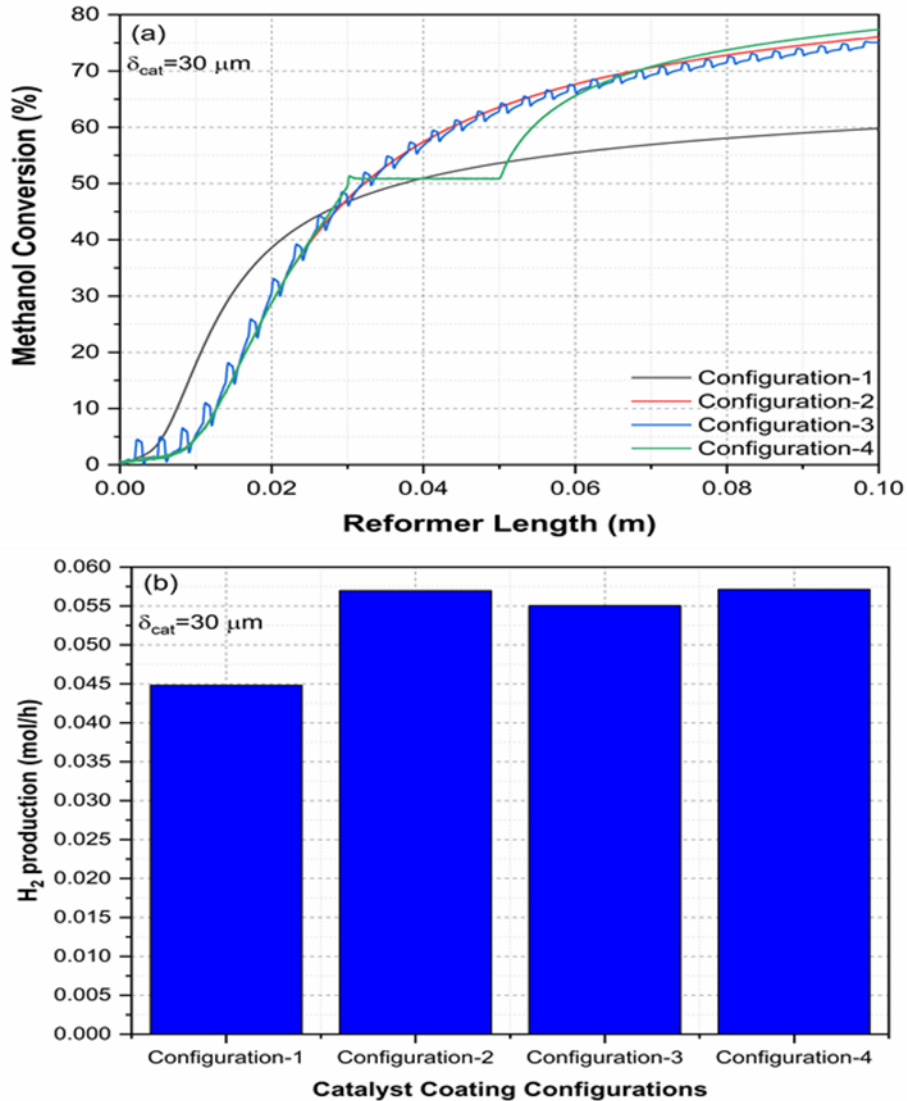 (a)
δcat=30 μm
Methanol Conversion (%)
80
70
60
50
40
30
20
10
0
Configuration-1
Configuration-2
Configuration-3
Configuration-4
0.00 0.02 0.04 0.06 0.08 0.10
Reformer Length (m)
(b)
δcat=30 μm
H2 production (mol/h)
0.060
0.055
0.050
0.045
0.040
0.035
0.030
0.025
0.020
0.015
0.010
0.005
0.000
Configuration-1 Configuration-2 Configuration-3 Configuration-4
Catalyst Coating Configurations